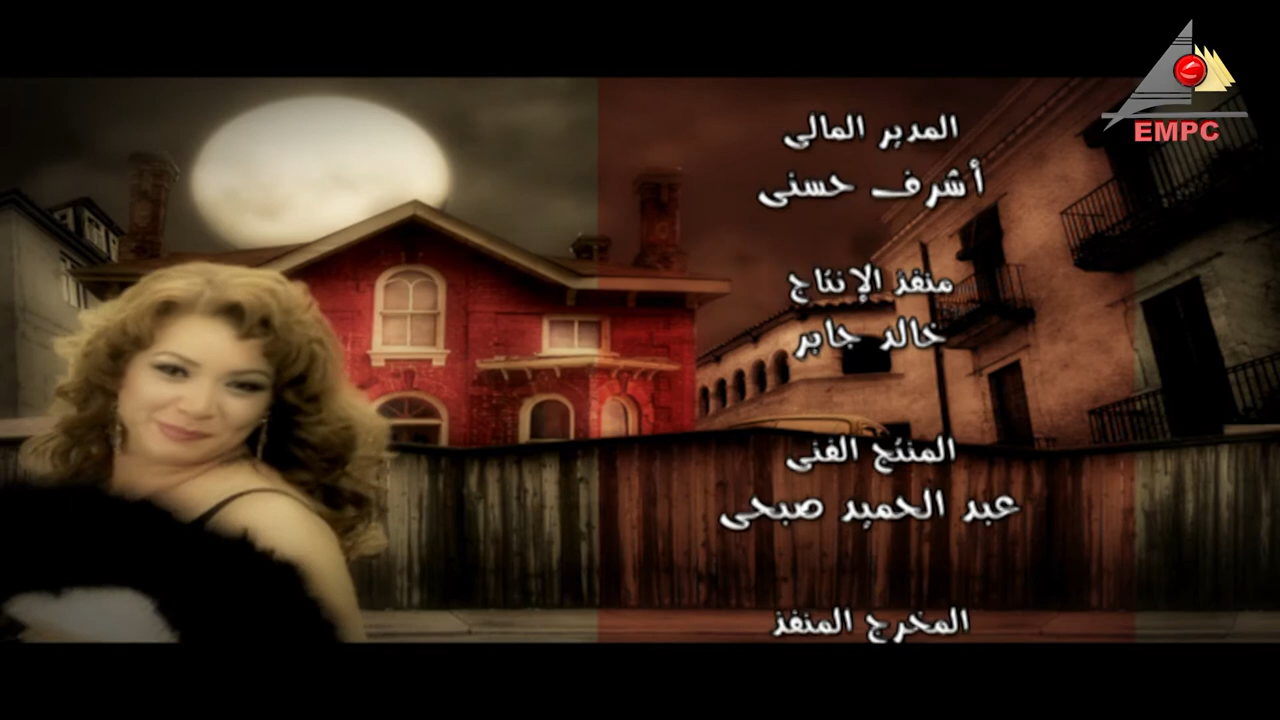 EMPC
المدير المالى
أشرف حسنى
منفذ الإنتاج
خالد جابر
المنتج الفنى
عبد الحميد صبحى
المخرج المنفذ